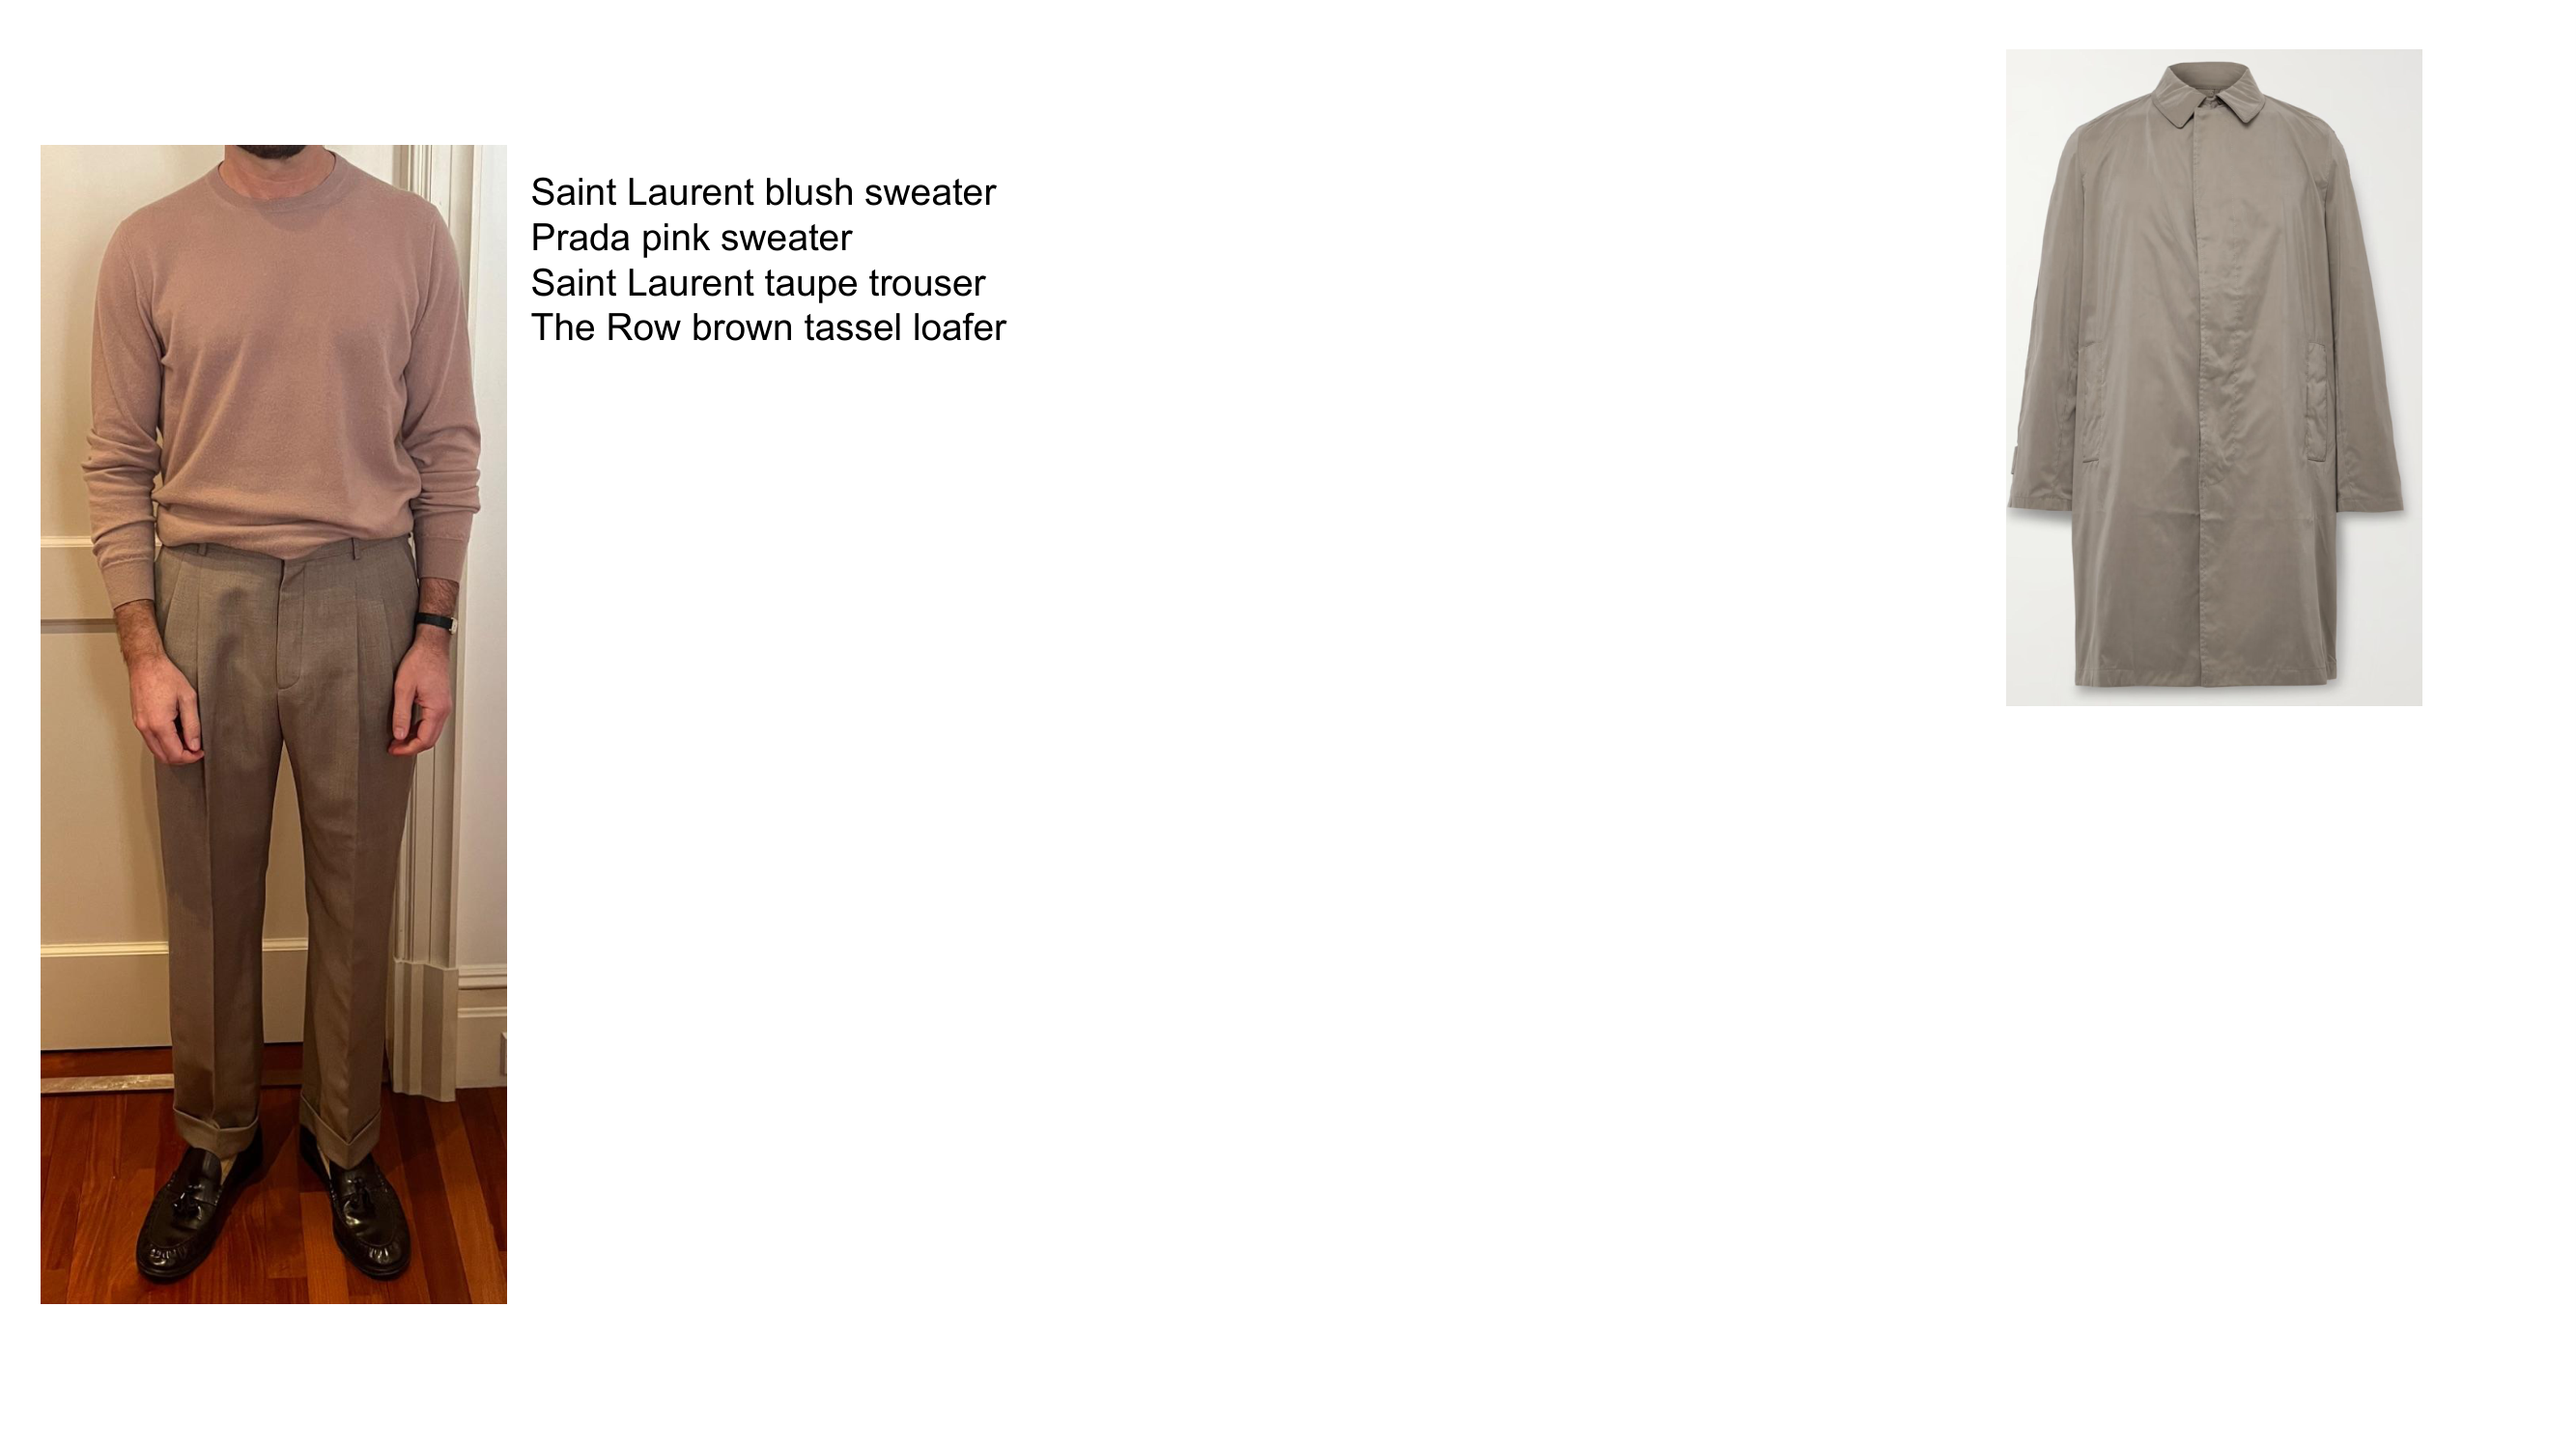 Saint Laurent blush sweater
Prada pink sweater
Saint Laurent taupe trouser
The Row brown tassel loafer